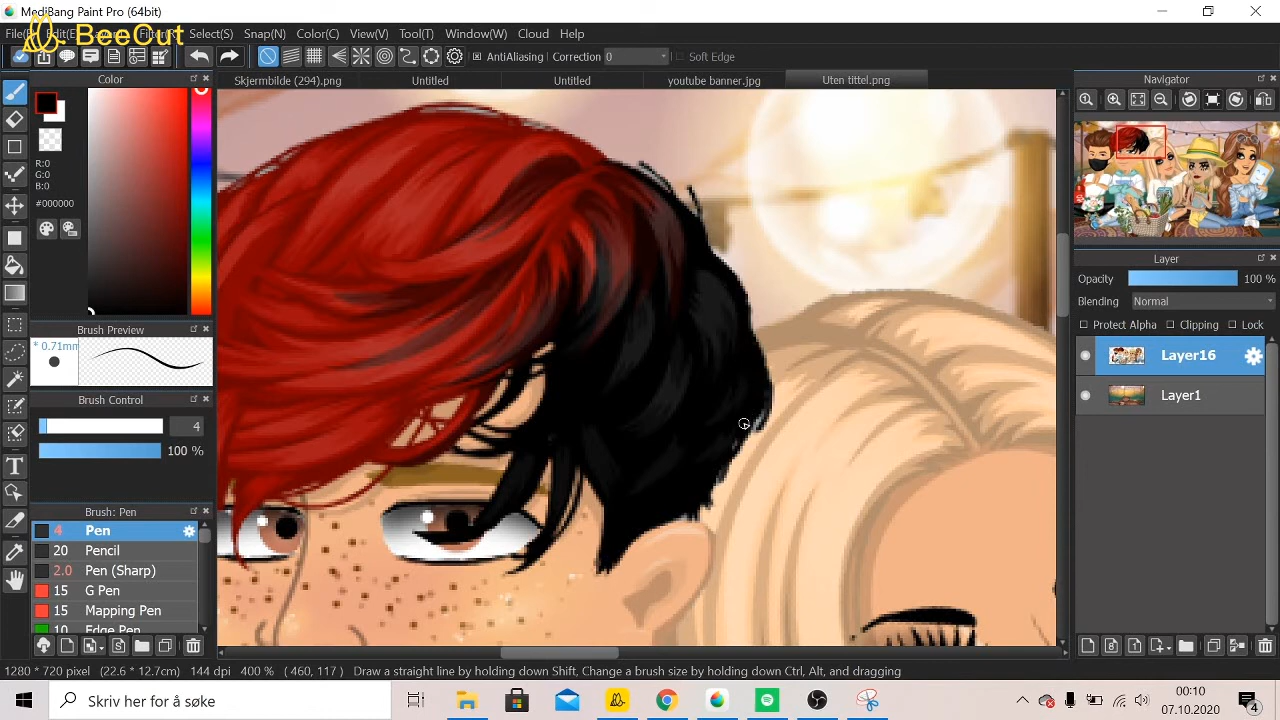 MediBang Paint Pro (64bit)
BeeCut
Select(S) Snap(N) Color(C) View(V) Tool(T) Window(W) Cloud Help
AntiAliasing Correction 0 Soft Edge
Color
Skjermbilde (294).png Untitled Untitled youtube banner.jpg Uten tittel.png
Navigator
R:0
G:0
B:0
#000000
Layer
Opacity 100 %
Blending Normal
Protect Alpha Clipping Lock
Layer16
Layer1
Brush Preview
* 0.71mm
Brush Control
4
100 %
Brush: Pen
4 Pen
20 Pencil
2.0 Pen (Sharp)
15 G Pen
15 Mapping Pen
10 Edge Pen
1280 * 720 pixel (22.6 * 12.7cm) 144 dpi 400 % ( 460, 117 ) Draw a straight line by holding down Shift, Change a brush size by holding down Ctrl, Alt, and dragging
Skriv her for å søke
00:10
07.10.2020
4